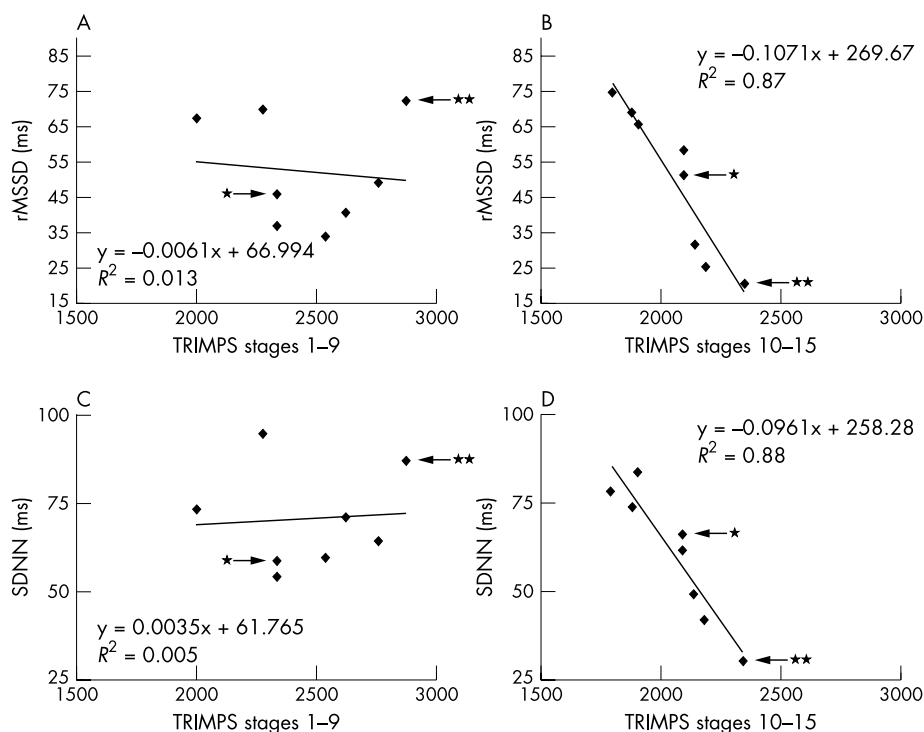 A
85
75
65
55
45
35
25
15
rMSSD (ms)
★★
★
y = –0.0061x + 66.994
R² = 0.013
1500 2000 2500 3000
TRIMPS stages 1–9
B
85
75
65
55
45
35
25
15
rMSSD (ms)
y = –0.1071x + 269.67
R² = 0.87
★
★★
1500 2000 2500 3000
TRIMPS stages 10–15
C
100
75
50
25
SDNN (ms)
★★
★
y = 0.0035x + 61.765
R² = 0.005
1500 2000 2500 3000
TRIMPS stages 1–9
D
100
75
50
25
SDNN (ms)
y = –0.0961x + 258.28
R² = 0.88
★
★★
1500 2000 2500 3000
TRIMPS stages 10–15